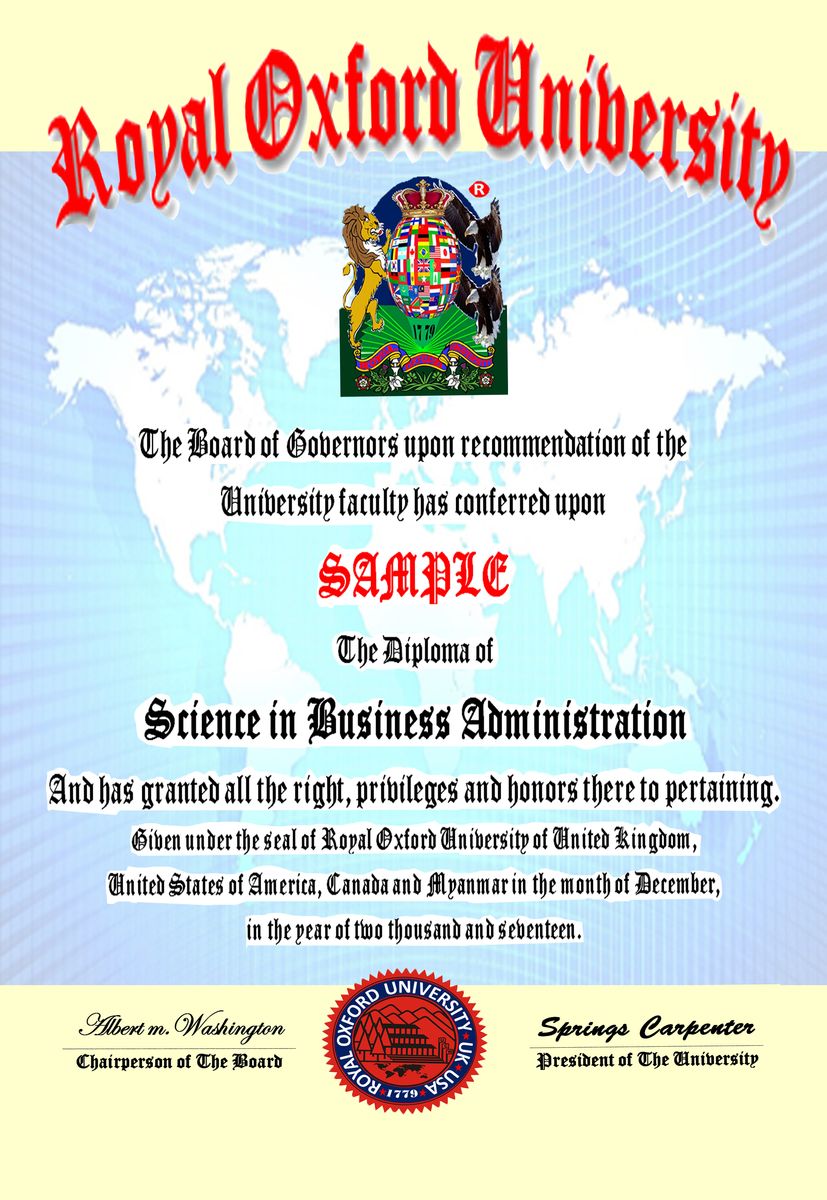 Royal Oxford University
®
1779
The Board of Governors upon recommendation of the
University faculty has conferred upon
SAMPLE
The Diploma of
Science in Business Administration
And has granted all the right, privileges and honors there to pertaining.
Given under the seal of Royal Oxford University of United Kingdom,
United States of America, Canada and Myanmar in the month of December,
in the year of two thousand and seventeen.
Albert m. Washington
Chairperson of The Board
ROYAL OXFORD UNIVERSITY ★ UK ★ USA ★ 1779 ★
Springs Carpenter
President of The University